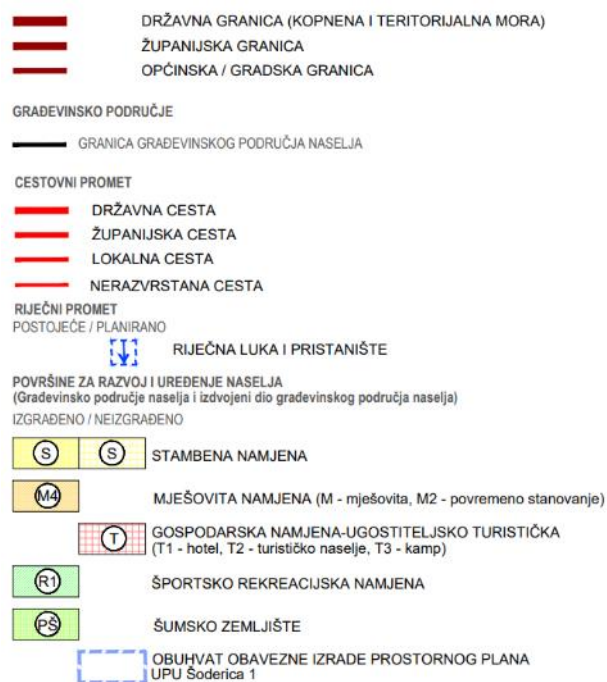 DRŽAVNA GRANICA (KOPNENA I TERITORIJALNA MORA)
ŽUPANIJSKA GRANICA
OPĆINSKA / GRADSKA GRANICA
GRAĐEVINSKO PODRUČJE
GRANICA GRAĐEVINSKOG PODRUČJA NASELJA
CESTOVNI PROMET
DRŽAVNA CESTA
ŽUPANIJSKA CESTA
LOKALNA CESTA
NERAZVRSTANA CESTA
RIJEČNI PROMET
POSTOJEĆE / PLANIRANO
RIJEČNA LUKA I PRISTANIŠTE
POVRŠINE ZA RAZVOJ I UREĐENJE NASELJA
(Građevinsko područje naselja i izdvojeni dio građevinskog područja naselja)
IZGRAĐENO / NEIZGRAĐENO
S S STAMBENA NAMJENA
M4 MJEŠOVITA NAMJENA (M - mješovita, M2 - povremeno stanovanje)
T GOSPODARSKA NAMJENA-UGOSTITELJSKO TURISTIČKA
(T1 - hotel, T2 - turističko naselje, T3 - kamp)
R1 ŠPORTSKO REKREACIJSKA NAMJENA
PŠ ŠUMSKO ZEMLJIŠTE
OBUHVAT OBAVEZNE IZRADE PROSTORNOG PLANA
UPU Šoderica 1